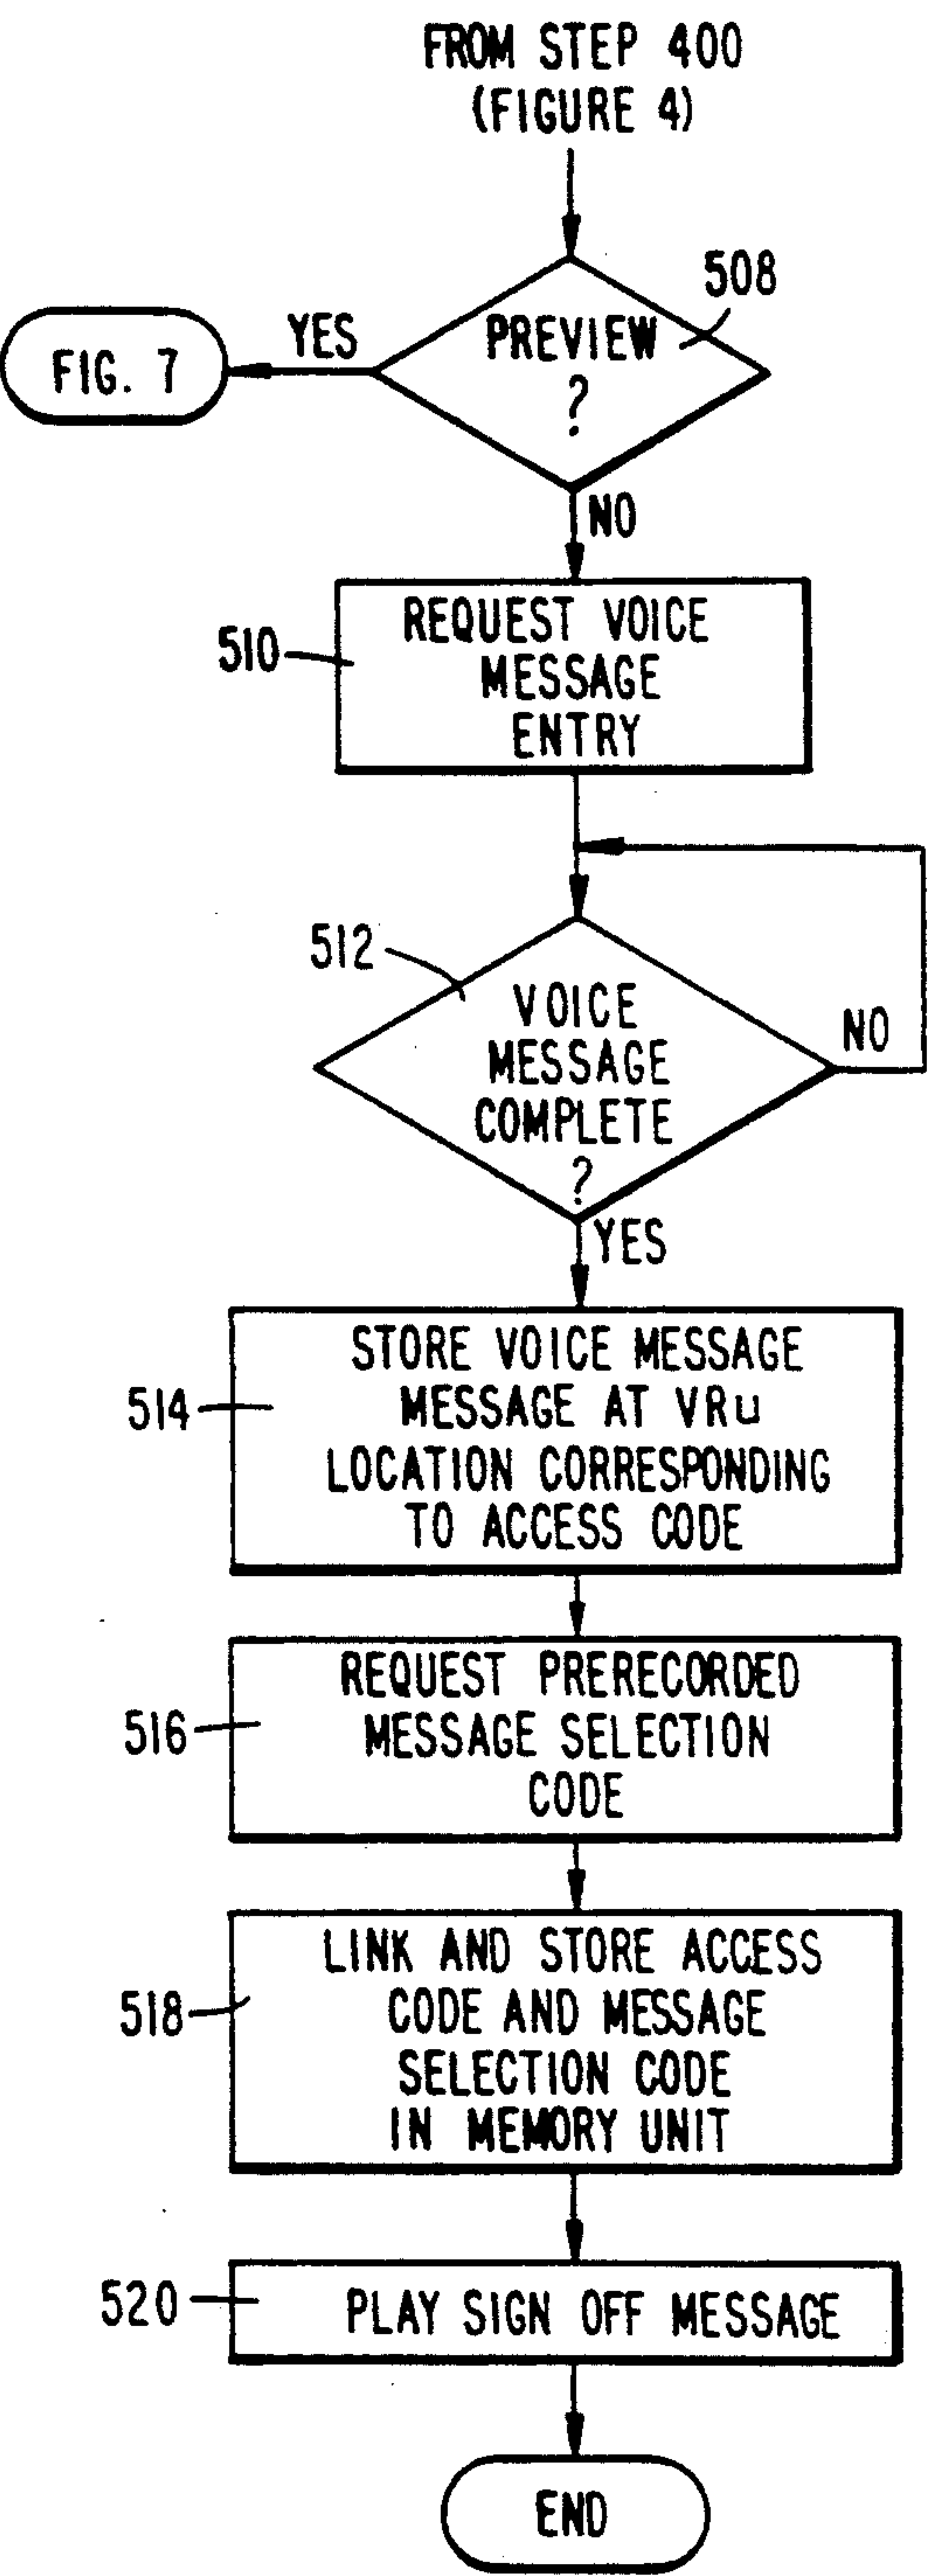 FROM STEP 400
(FIGURE 4)
508
PREVIEW
?
YES
FIG. 7
NO
510
REQUEST VOICE
MESSAGE
ENTRY
512
VOICE
MESSAGE
COMPLETE
?
NO
YES
514
STORE VOICE MESSAGE
MESSAGE AT VRu
LOCATION CORRESPONDING
TO ACCESS CODE
516
REQUEST PRERECORDED
MESSAGE SELECTION
CODE
518
LINK AND STORE ACCESS
CODE AND MESSAGE
SELECTION CODE
IN MEMORY UNIT
520
PLAY SIGN OFF MESSAGE
END